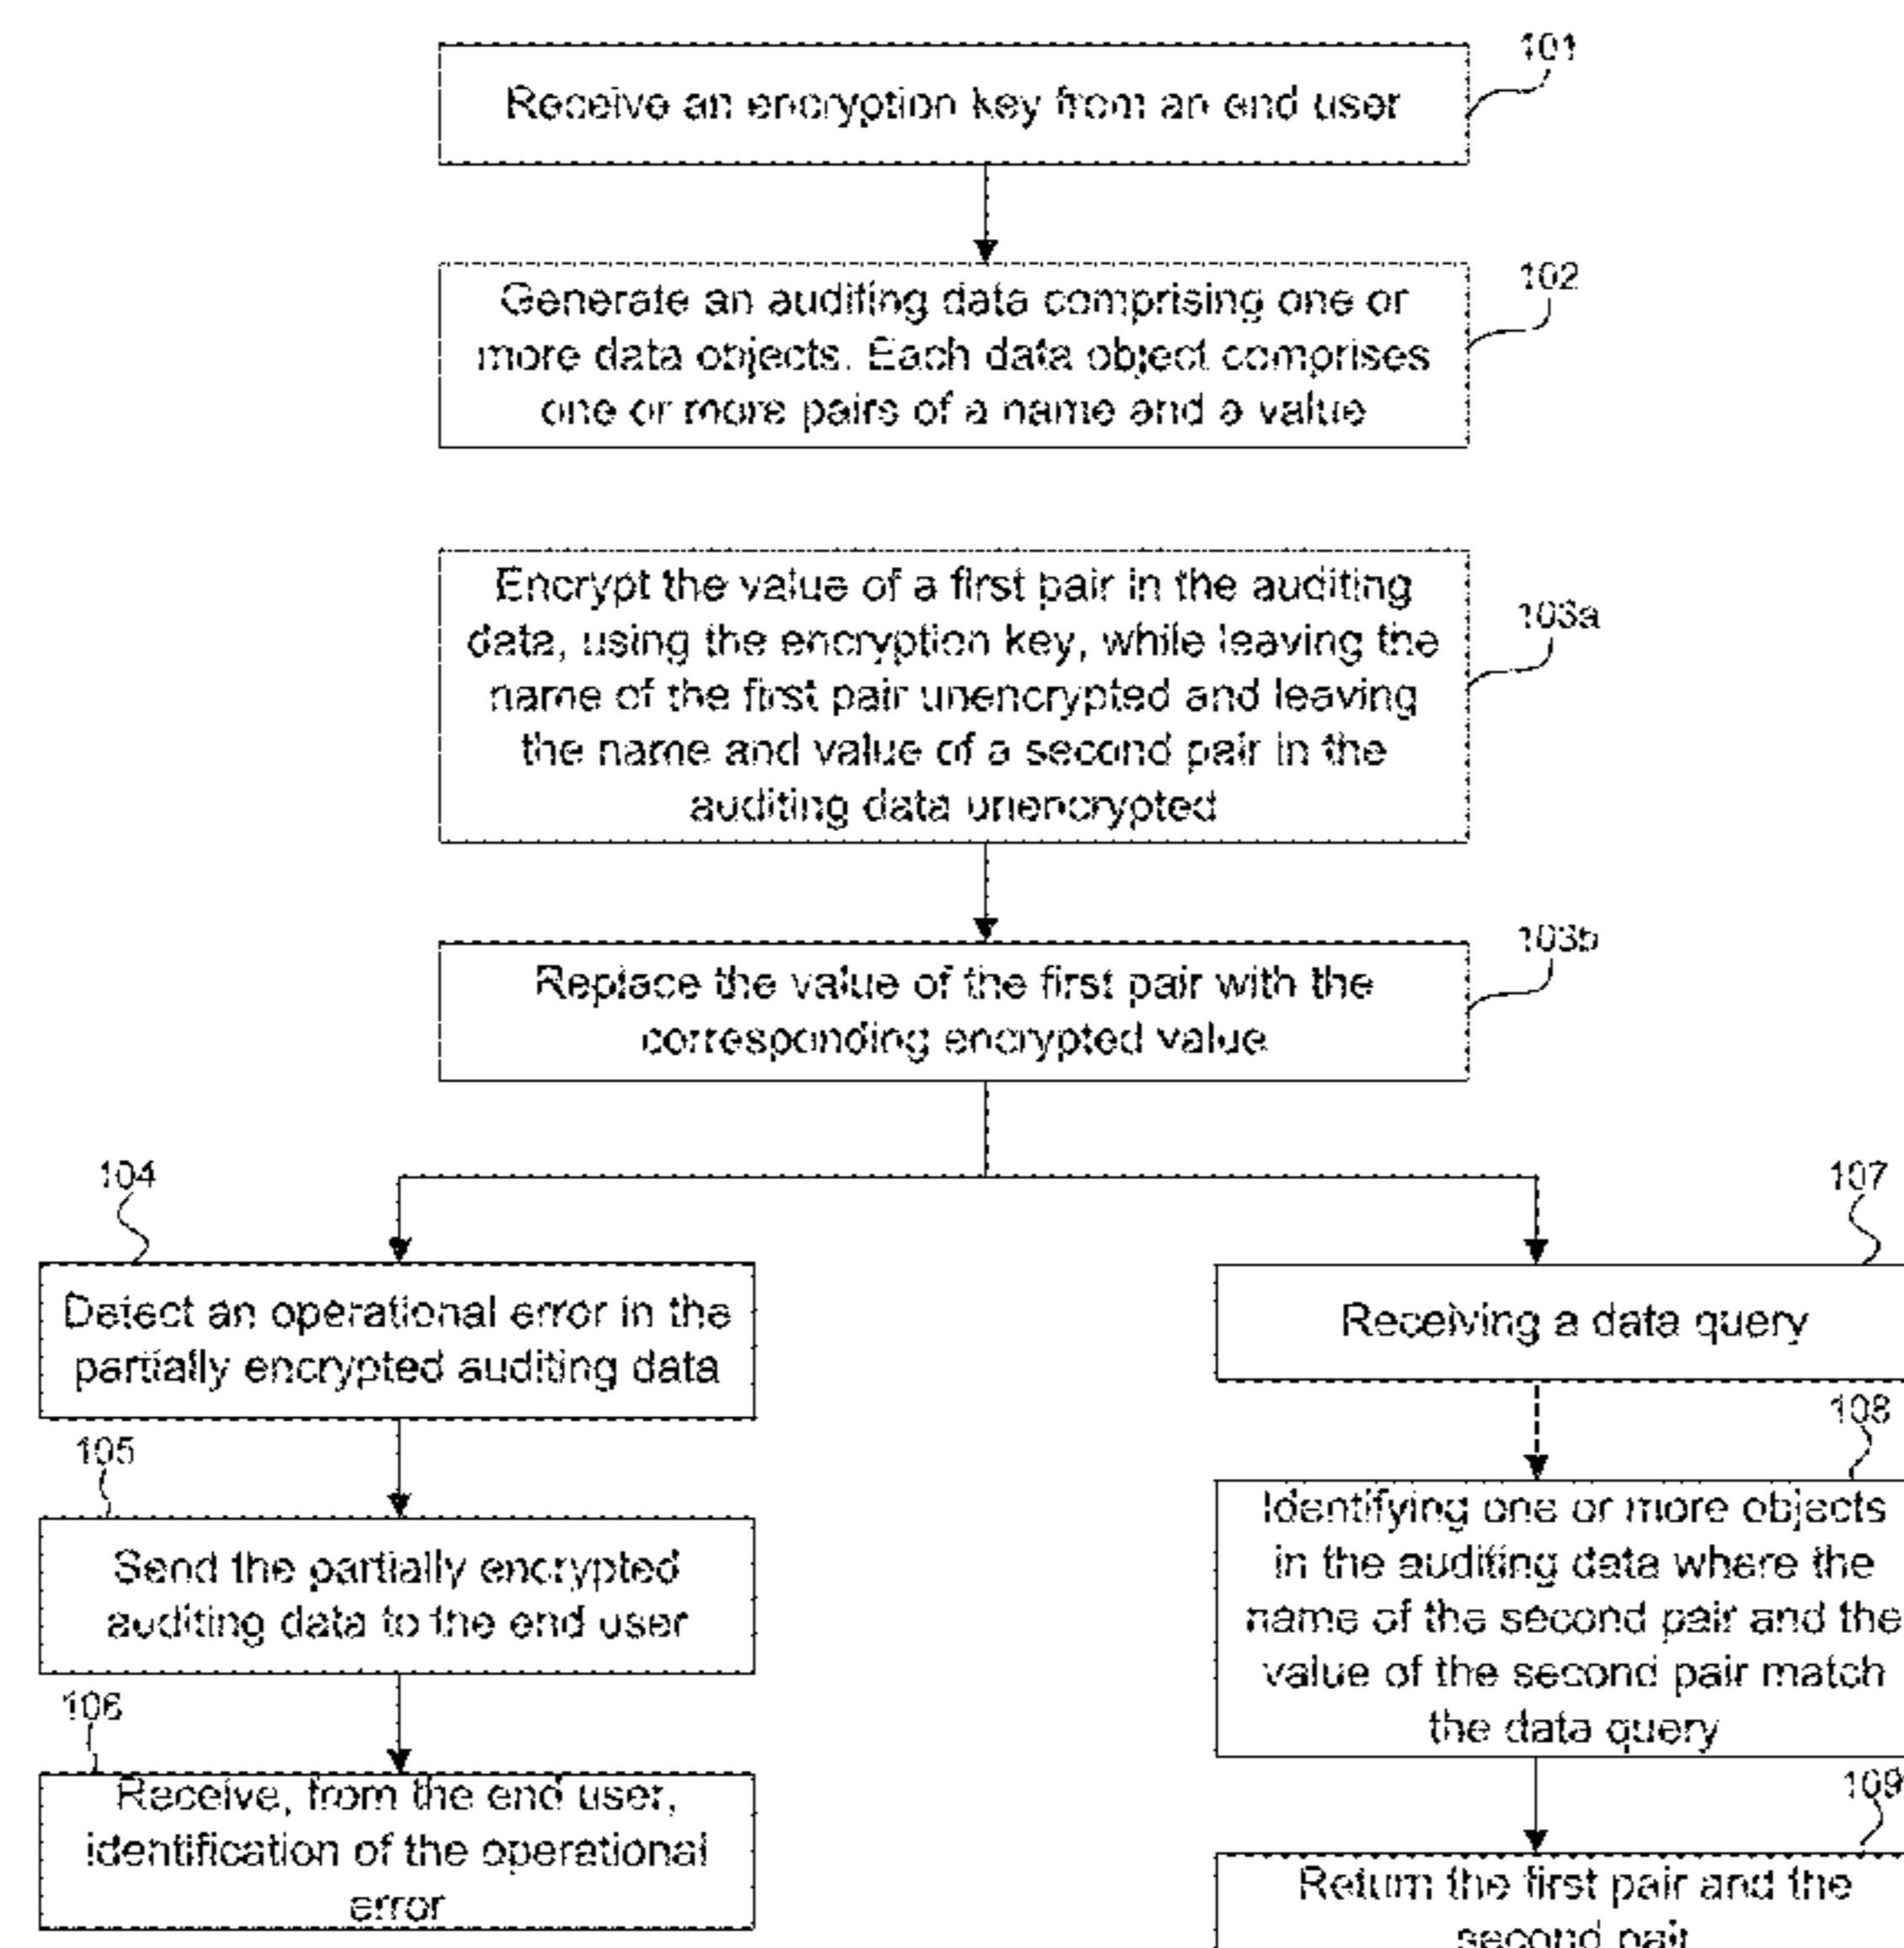 101
Receive an encryption key from an end user
102
Generate an auditing data comprising one or
more data objects. Each data object comprises
one or more pairs of a name and a value
103a
Encrypt the value of a first pair in the auditing
data, using the encryption key, while leaving the
name of the first pair unencrypted and leaving
the name and value of a second pair in the
auditing data unencrypted
103b
Replace the value of the first pair with the
corresponding encrypted value
104
Detect an operational error in the
partially encrypted auditing data
105
Send the partially encrypted
auditing data to the end user
106
Receive, from the end user,
identification of the operational
error
107
Receiving a data query
108
Identifying one or more objects
in the auditing data where the
name of the second pair and the
value of the second pair match
the data query
109
Return the first pair and the
second pair